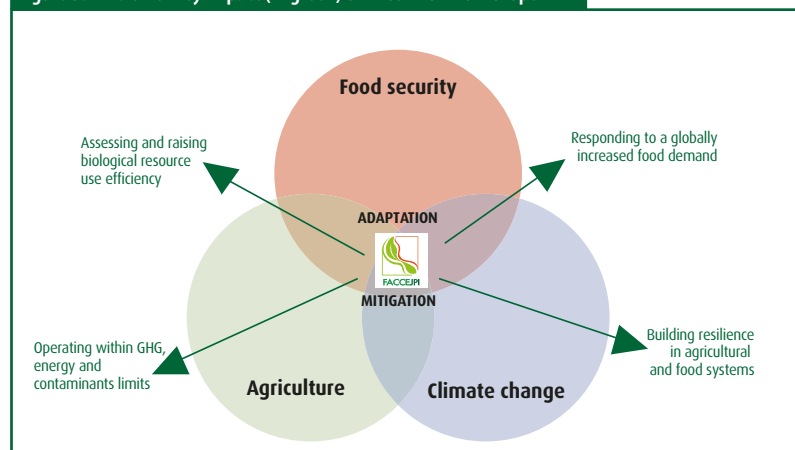 Food security
Assessing and raising
biological resource
use efficiency
Responding to a globally
increased food demand
ADAPTATION
FACCEJPI
MITIGATION
Operating within GHG,
energy and
contaminants limits
Building resilience
in agricultural
and food systems
Agriculture
Climate change